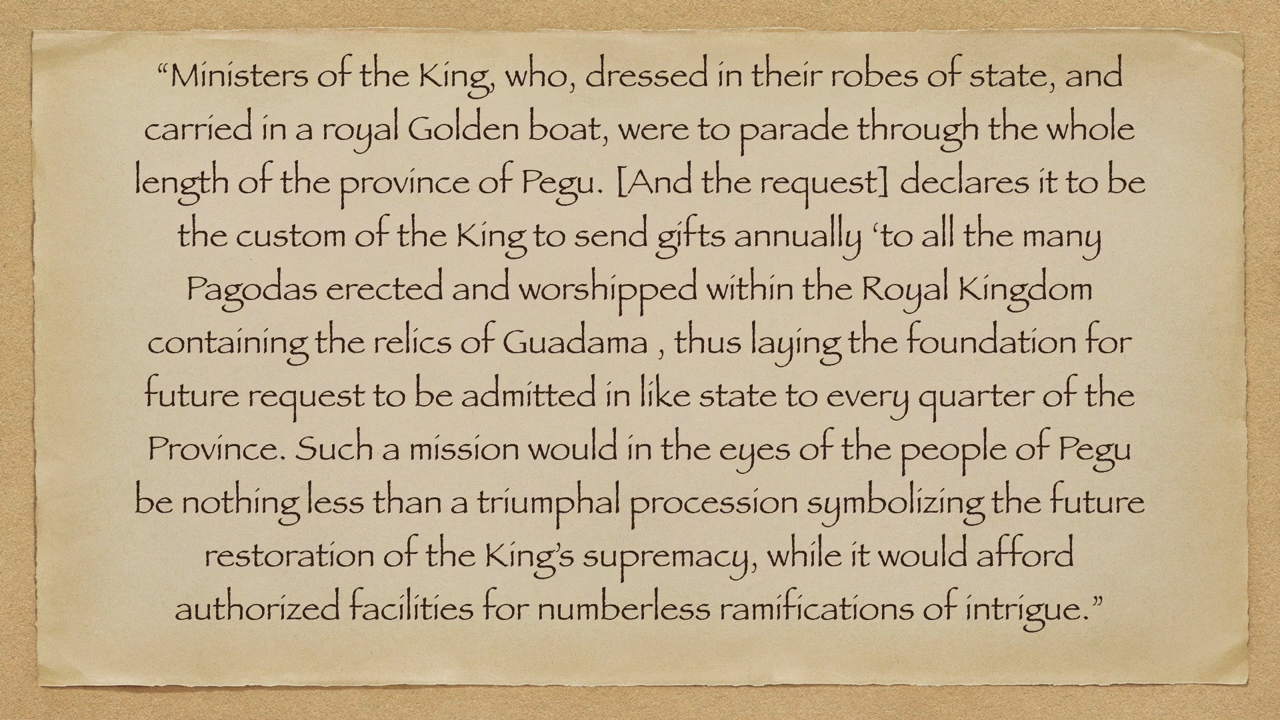 “Ministers of the King, who, dressed in their robes of state, and
carried in a royal Golden boat, were to parade through the whole
length of the province of Pegu. [And the request] declares it to be
the custom of the King to send gifts annually ‘to all the many
Pagodas erected and worshipped within the Royal Kingdom
containing the relics of Guadama , thus laying the foundation for
future request to be admitted in like state to every quarter of the
Province. Such a mission would in the eyes of the people of Pegu
be nothing less than a triumphal procession symbolizing the future
restoration of the King’s supremacy, while it would afford
authorized facilities for numberless ramifications of intrigue.”